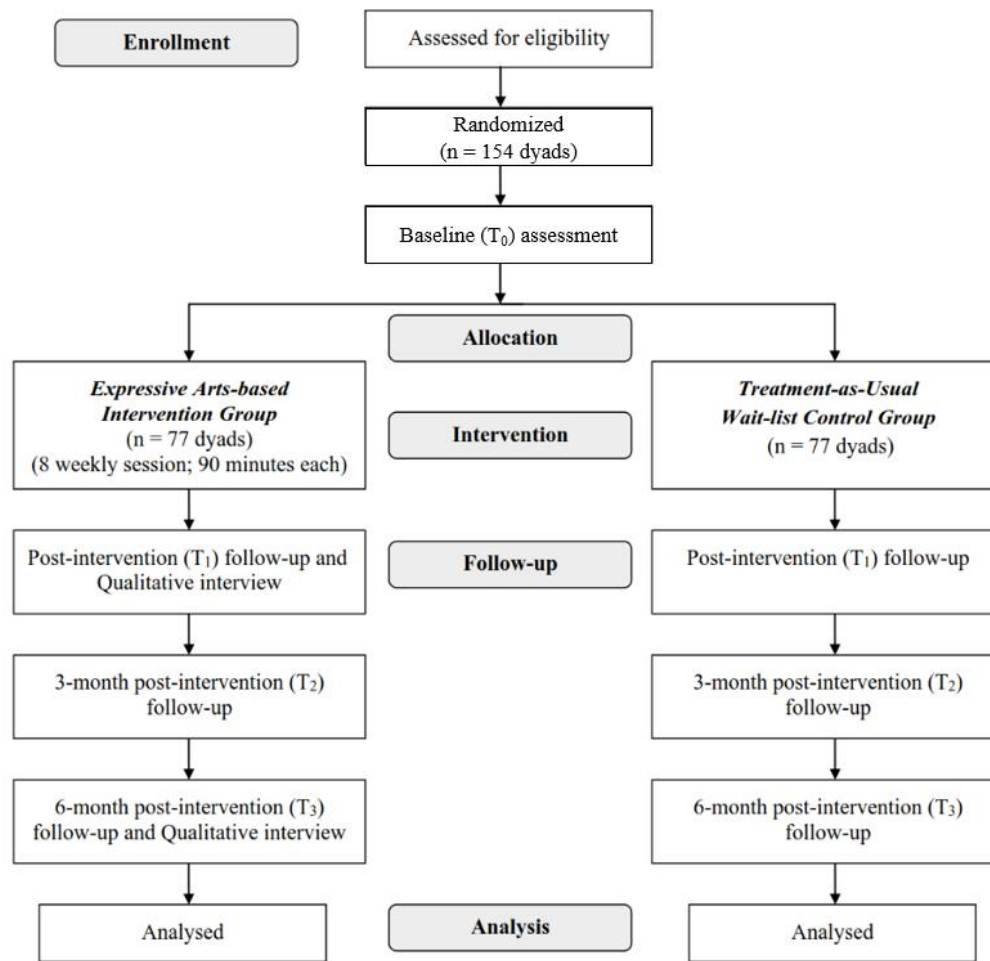 Enrollment
Assessed for eligibility
Randomized
(n = 154 dyads)
Baseline (T₀) assessment
Allocation
Expressive Arts-based
Intervention Group
(n = 77 dyads)
(8 weekly session; 90 minutes each)
Intervention
Treatment-as-Usual
Wait-list Control Group
(n = 77 dyads)
Post-intervention (T₁) follow-up and
Qualitative interview
Follow-up
Post-intervention (T₁) follow-up
3-month post-intervention (T₂)
follow-up
3-month post-intervention (T₂)
follow-up
6-month post-intervention (T₃)
follow-up and Qualitative interview
6-month post-intervention (T₃)
follow-up
Analysed
Analysis
Analysed